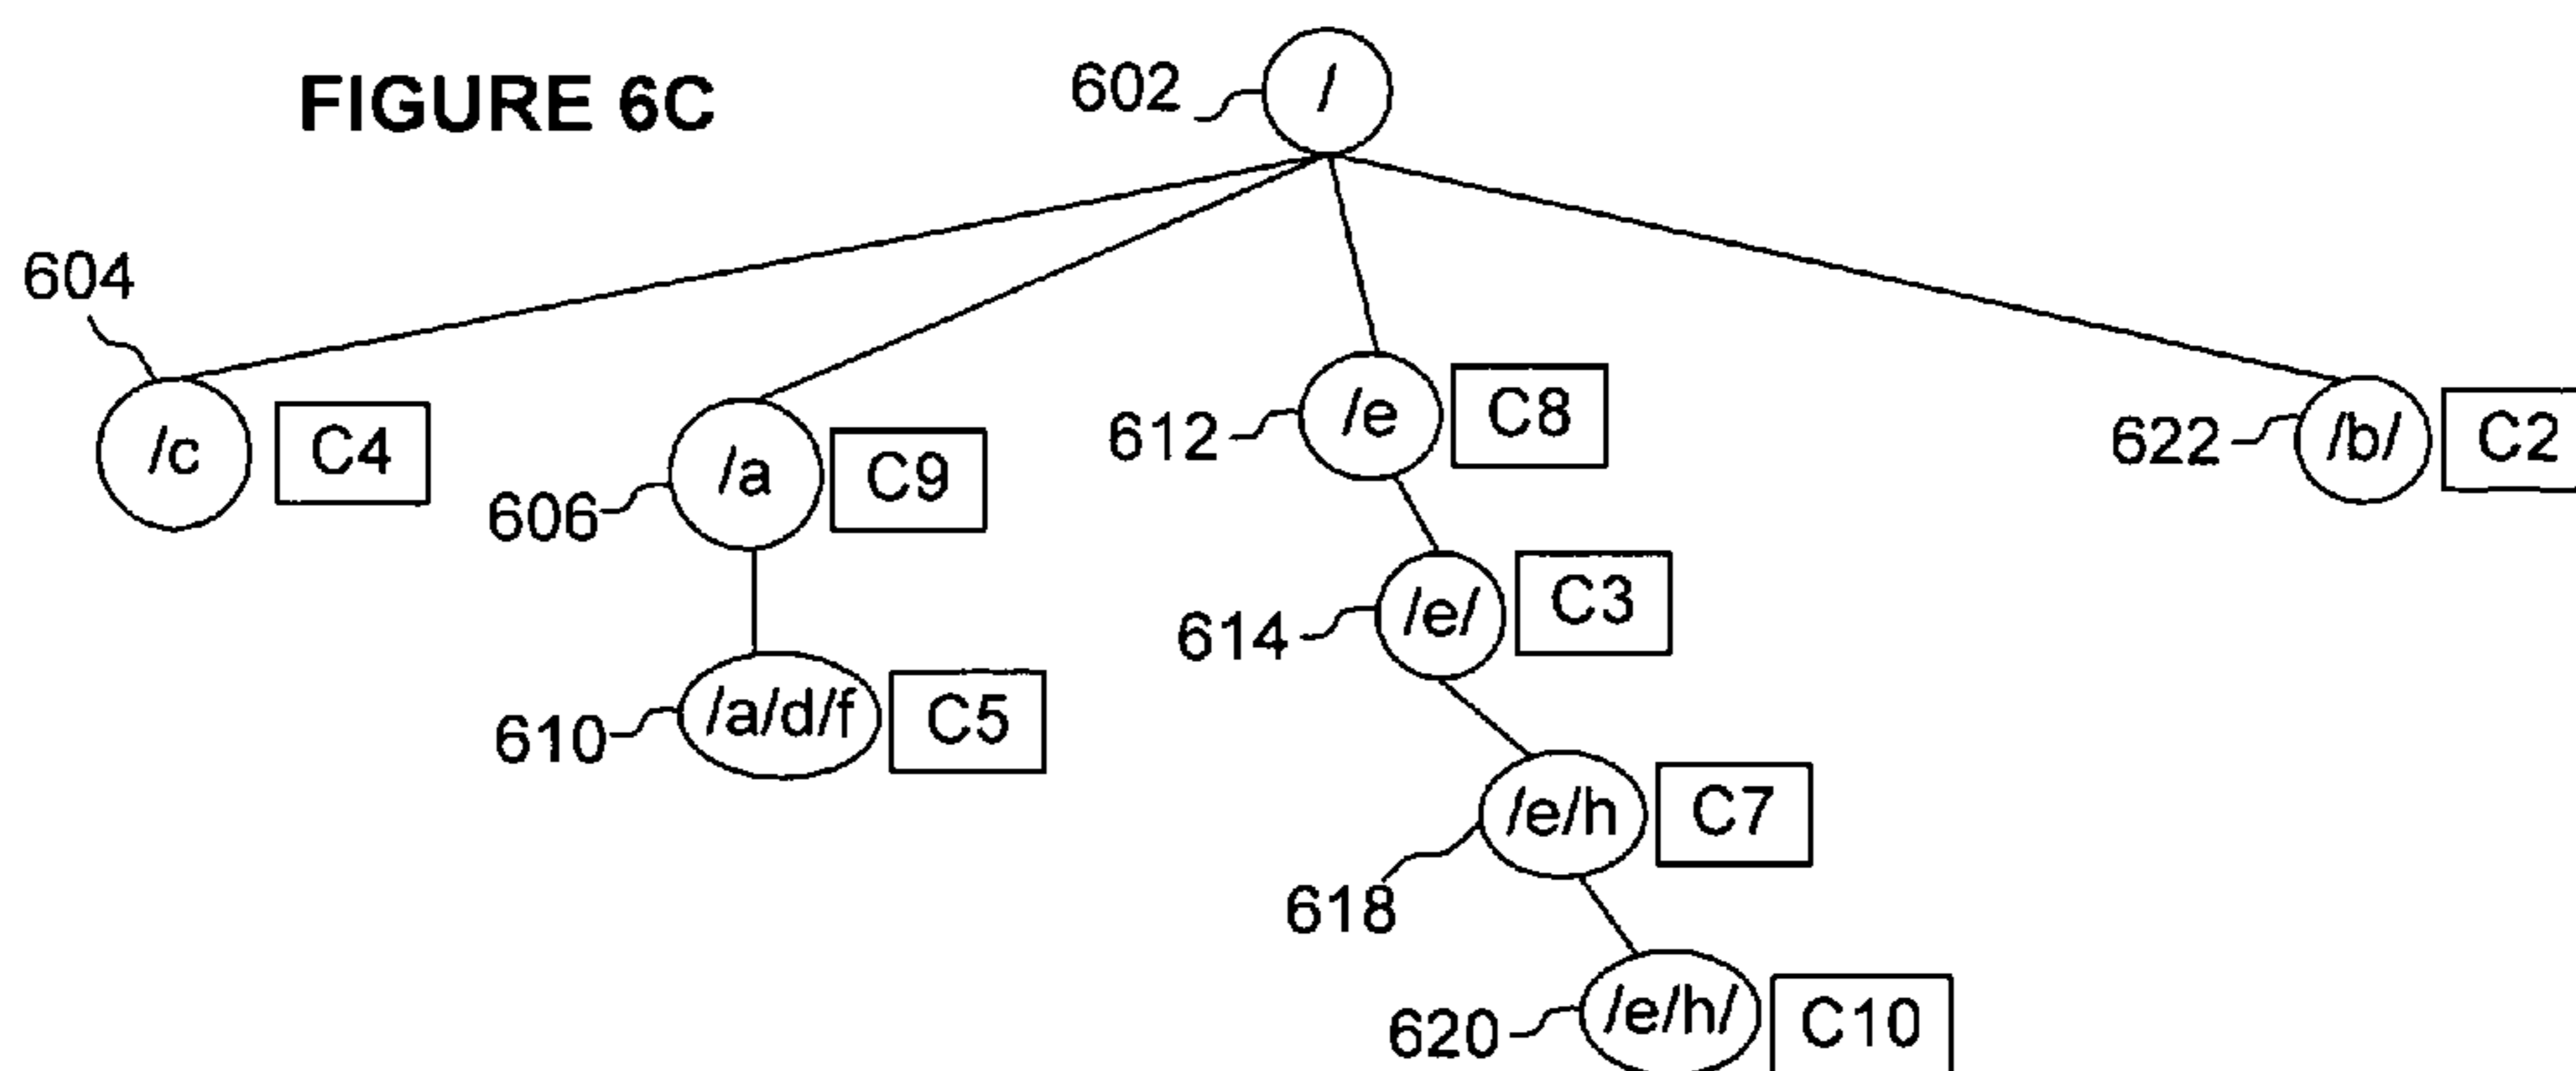 FIGURE 6C
602 /
604
/c C4
606 /a C9
612 /e C8
622 /b/ C2
614 /e/ C3
610 /a/d/f C5
618 /e/h C7
620 /e/h/ C10